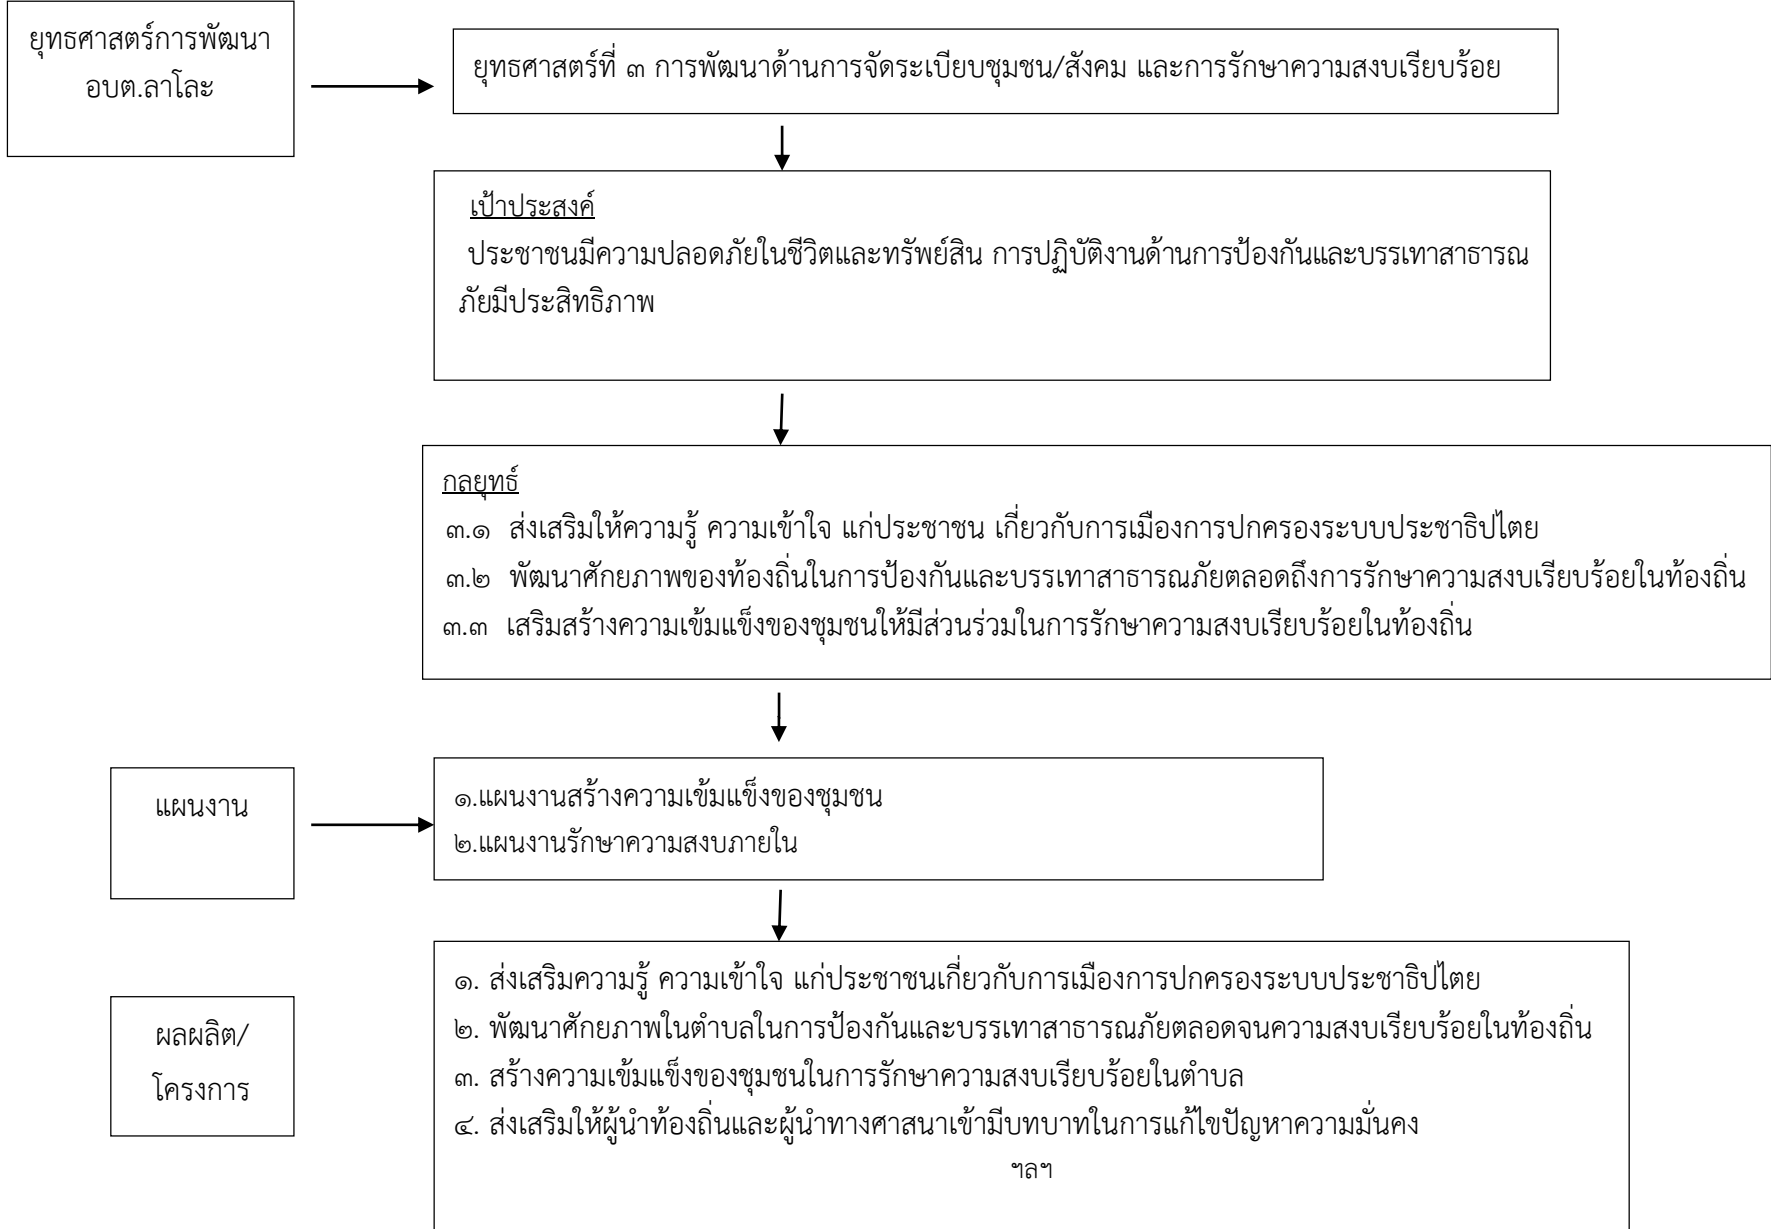 ยุทธศาสตร์การพัฒนา
อบต.ลาโละ
ยุทธศาสตร์ที่ ๓ การพัฒนาด้านการจัดระเบียบชุมชน/สังคม และการรักษาความสงบเรียบร้อย
เป้าประสงค์
ประชาชนมีความปลอดภัยในชีวิตและทรัพย์สิน การปฏิบัติงานด้านการป้องกันและบรรเทาสาธารณ
ภัยมีประสิทธิภาพ
กลยุทธ์
๓.๑ ส่งเสริมให้ความรู้ ความเข้าใจ แก่ประชาชน เกี่ยวกับการเมืองการปกครองระบบประชาธิปไตย
๓.๒ พัฒนาศักยภาพของท้องถิ่นในการป้องกันและบรรเทาสาธารณภัยตลอดถึงการรักษาความสงบเรียบร้อยในท้องถิ่น
๓.๓ เสริมสร้างความเข้มแข็งของชุมชนให้มีส่วนร่วมในการรักษาความสงบเรียบร้อยในท้องถิ่น
แผนงาน
๑.แผนงานสร้างความเข้มแข็งของชุมชน
๒.แผนงานรักษาความสงบภายใน
ผลผลิต/
โครงการ
๑. ส่งเสริมความรู้ ความเข้าใจ แก่ประชาชนเกี่ยวกับการเมืองการปกครองระบบประชาธิปไตย
๒. พัฒนาศักยภาพในตำบลในการป้องกันและบรรเทาสาธารณภัยตลอดจนความสงบเรียบร้อยในท้องถิ่น
๓. สร้างความเข้มแข็งของชุมชนในการรักษาความสงบเรียบร้อยในตำบล
๔. ส่งเสริมให้ผู้นำท้องถิ่นและผู้นำทางศาสนาเข้ามีบทบาทในการแก้ไขปัญหาความมั่นคง
ฯลฯ